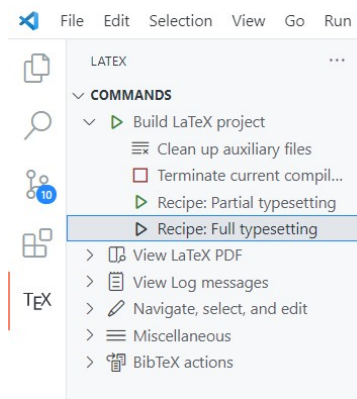 File Edit Selection View Go Run
LATEX
COMMANDS
Build LaTeX project
Clean up auxiliary files
Terminate current compil...
Recipe: Partial typesetting
Recipe: Full typesetting
View LaTeX PDF
View Log messages
Navigate, select, and edit
Miscellaneous
BibTeX actions
10
TEX